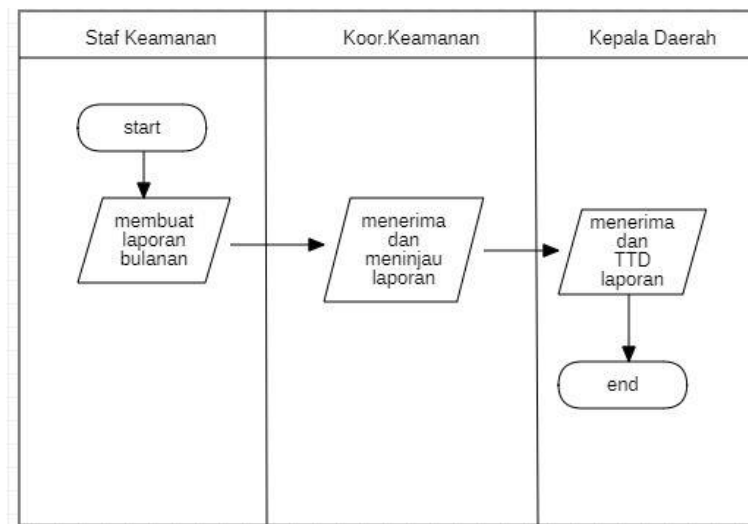 Staf Keamanan
Koor.Keamanan
Kepala Daerah
start
membuat
laporan
bulanan
menerima
dan
meninjau
laporan
menerima
dan
TTD
laporan
end